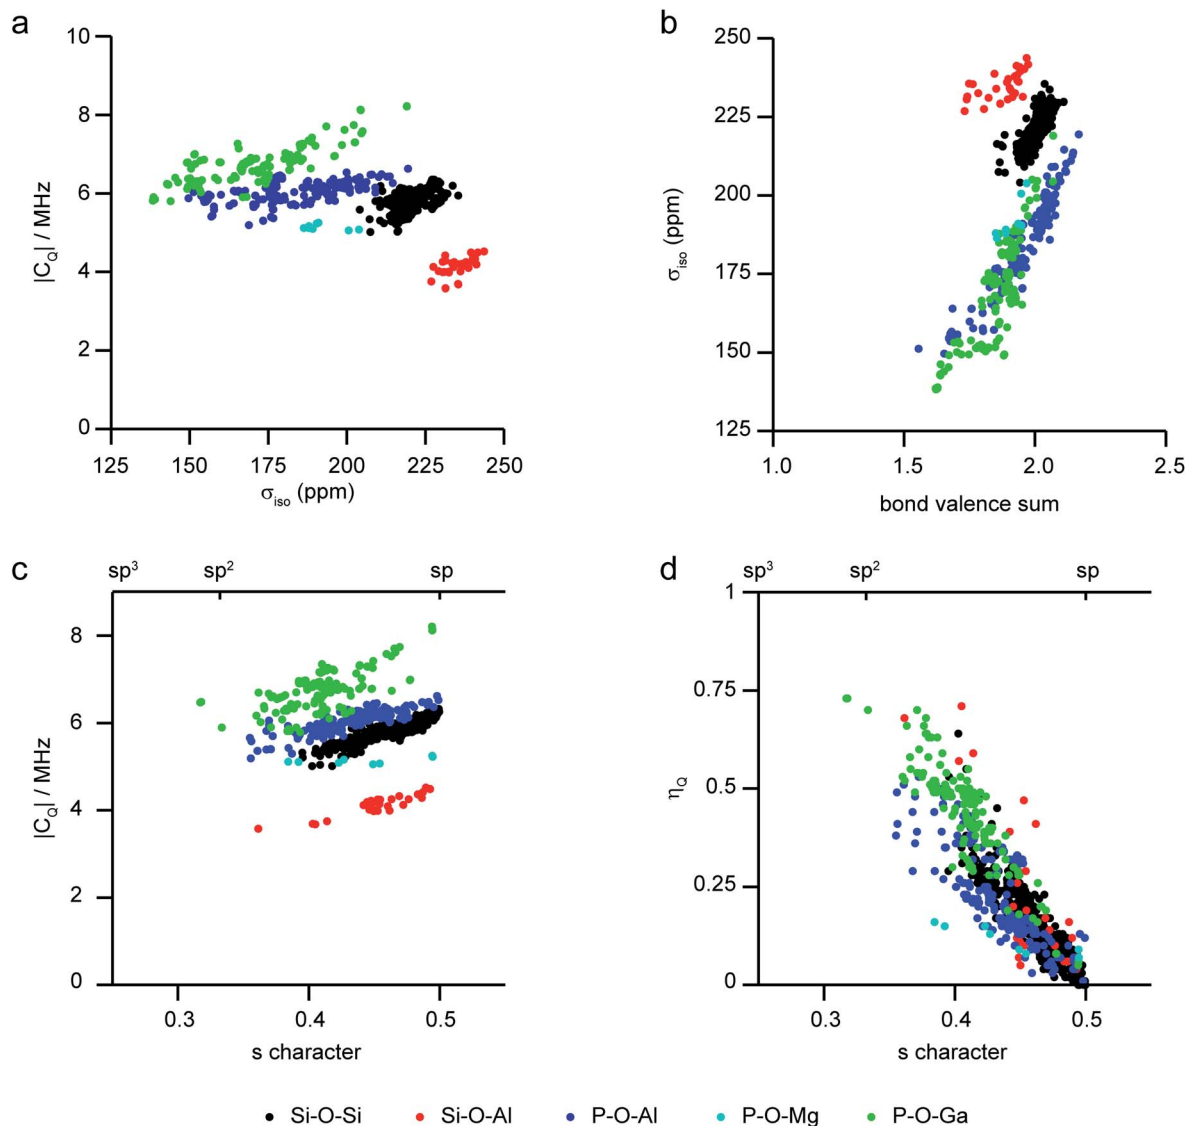 a
10
8
6
4
2
0
|C_Q| / MHz
125 150 175 200 225 250
σ_iso (ppm)
b
250
225
200
175
150
125
σ_iso (ppm)
1.0 1.5 2.0 2.5
bond valence sum
c
sp³ sp² sp
8
6
4
2
0
|C_Q| / MHz
0.3 0.4 0.5
s character
d
sp³ sp² sp
1
0.75
0.5
0.25
0
η_Q
0.3 0.4 0.5
s character
Si-O-Si Si-O-Al P-O-Al P-O-Mg P-O-Ga